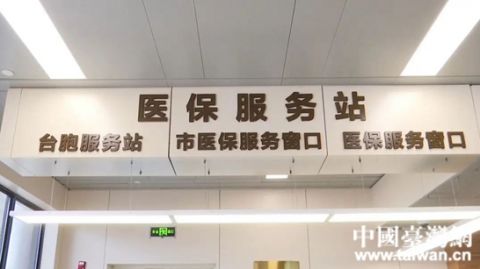 医保服务站
台胞服务站 市医保服务窗口 医保服务窗口
中國臺灣網
www.taiwan.cn